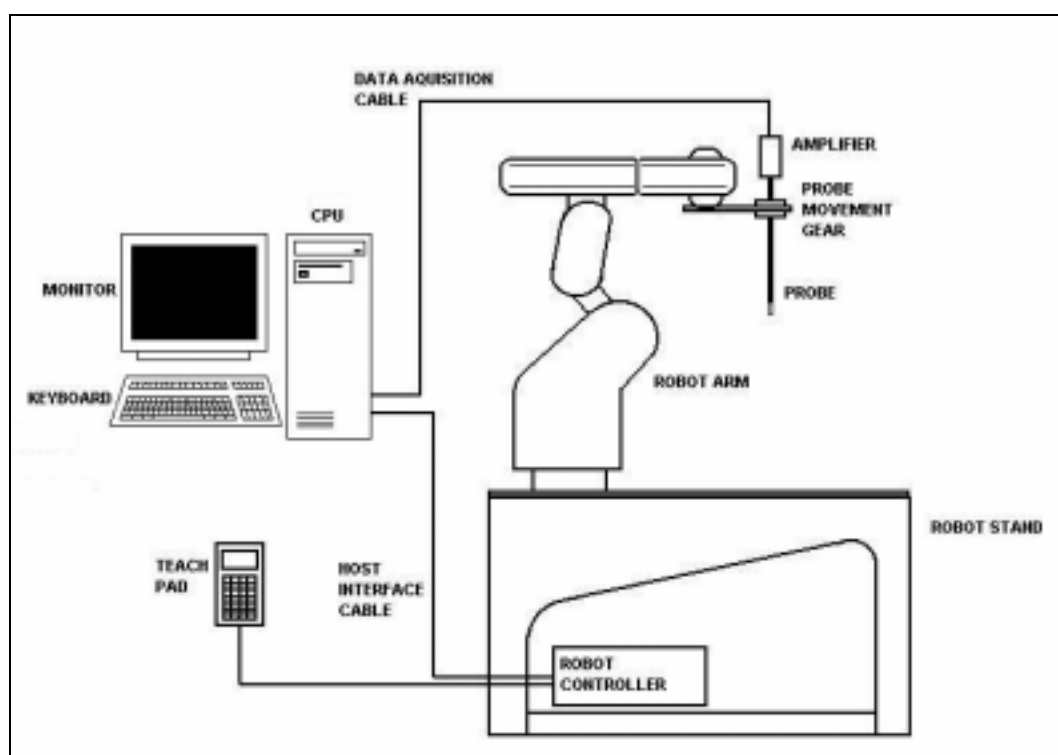 DATA AQUISITION
CABLE
AMPLIFIER
PROBE
MOVEMENT
GEAR
CPU
MONITOR
PROBE
KEYBOARD
ROBOT ARM
ROBOT STAND
TEACH
PAD
HOST
INTERFACE
CABLE
ROBOT
CONTROLLER